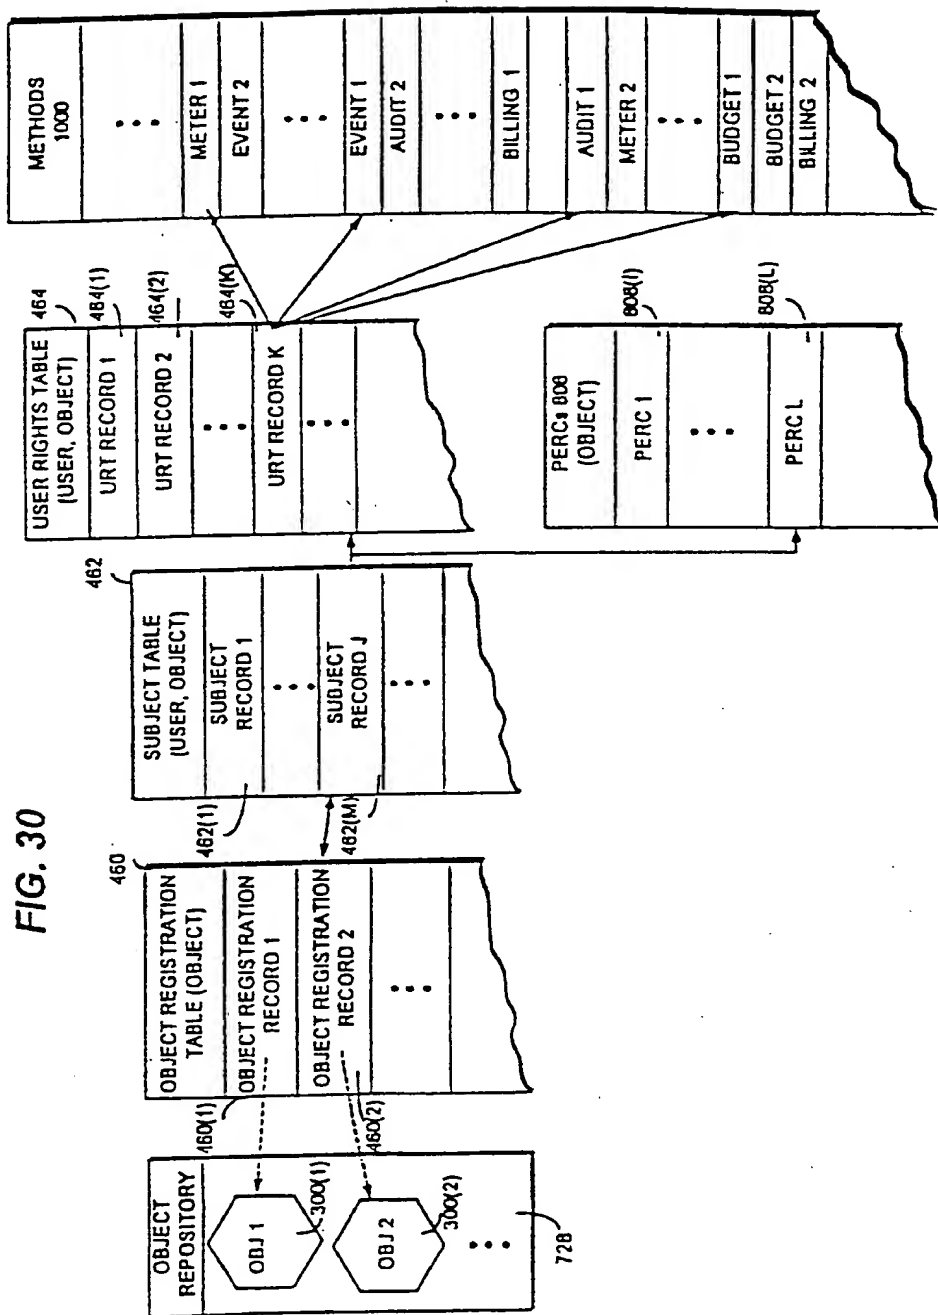 FIG. 30
OBJECT
REPOSITORY
OBJ 1
300(1)
OBJ 2
300(2)
728
460
OBJECT REGISTRATION
TABLE (OBJECT)
460(1)
OBJECT REGISTRATION
RECORD 1
OBJECT REGISTRATION
RECORD 2
460(2)
462
SUBJECT TABLE
(USER, OBJECT)
462(1)
SUBJECT
RECORD 1
SUBJECT
RECORD J
462(M)
464
USER RIGHTS TABLE
(USER, OBJECT)
464(1)
URT RECORD 1
464(2)
URT RECORD 2
464(K)
URT RECORD K
PERCs 808
(OBJECT)
PERC 1
808(1)
PERC L
808(L)
METHODS
1000
METER 1
EVENT 2
EVENT 1
AUDIT 2
BILLING 1
AUDIT 1
METER 2
BUDGET 1
BUDGET 2
BILLING 2